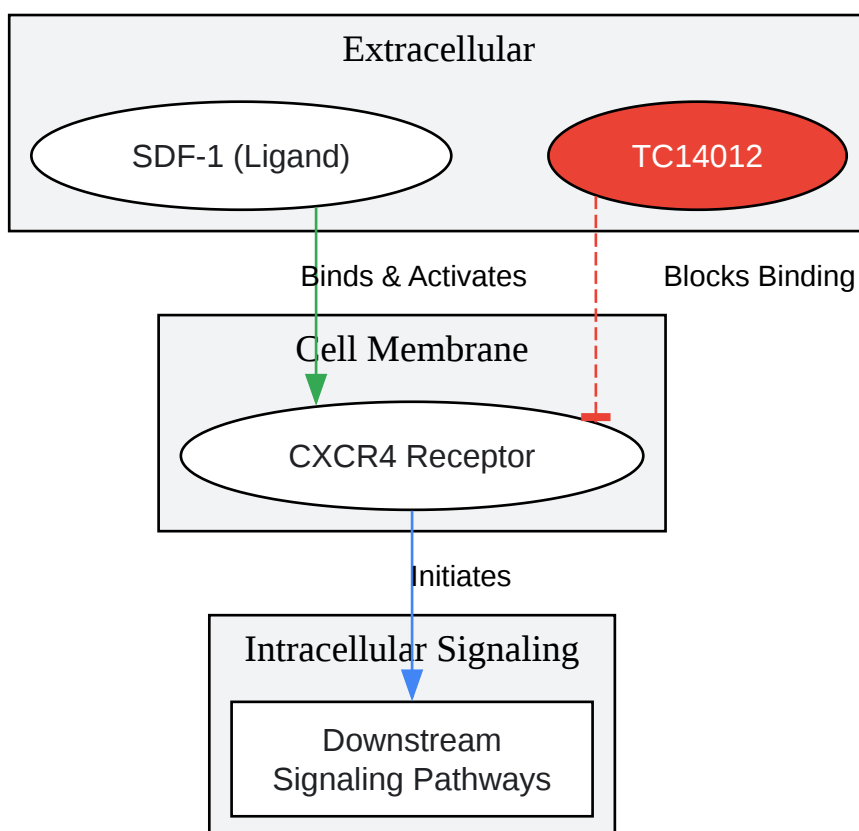 Extracellular
SDF-1 (Ligand)
TC14012
Binds & Activates
Blocks Binding
Cell Membrane
CXCR4 Receptor
Initiates
Intracellular Signaling
Downstream
Signaling Pathways